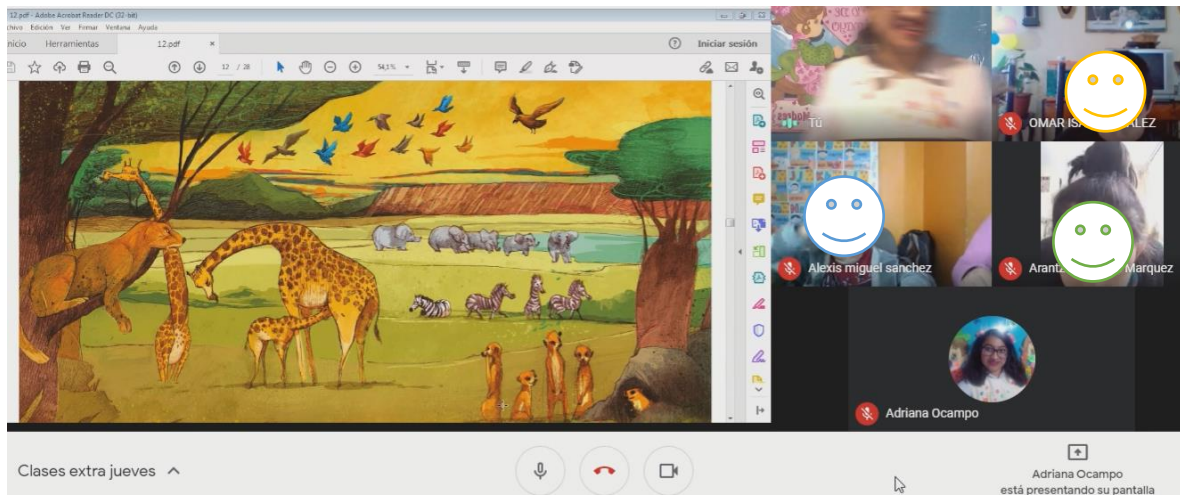 12.pdf - Adobe Acrobat Reader DC (32-bit)
Edición Ver Firmar Ventana Ayuda
Herramientas
12.pdf ×
Iniciar sesión
12 / 28
54,1%
Tú
OMAR
Alexis miguel sanchez
Marquez
Adriana Ocampo
Clases extra jueves
Adriana Ocampo
está presentando su pantalla